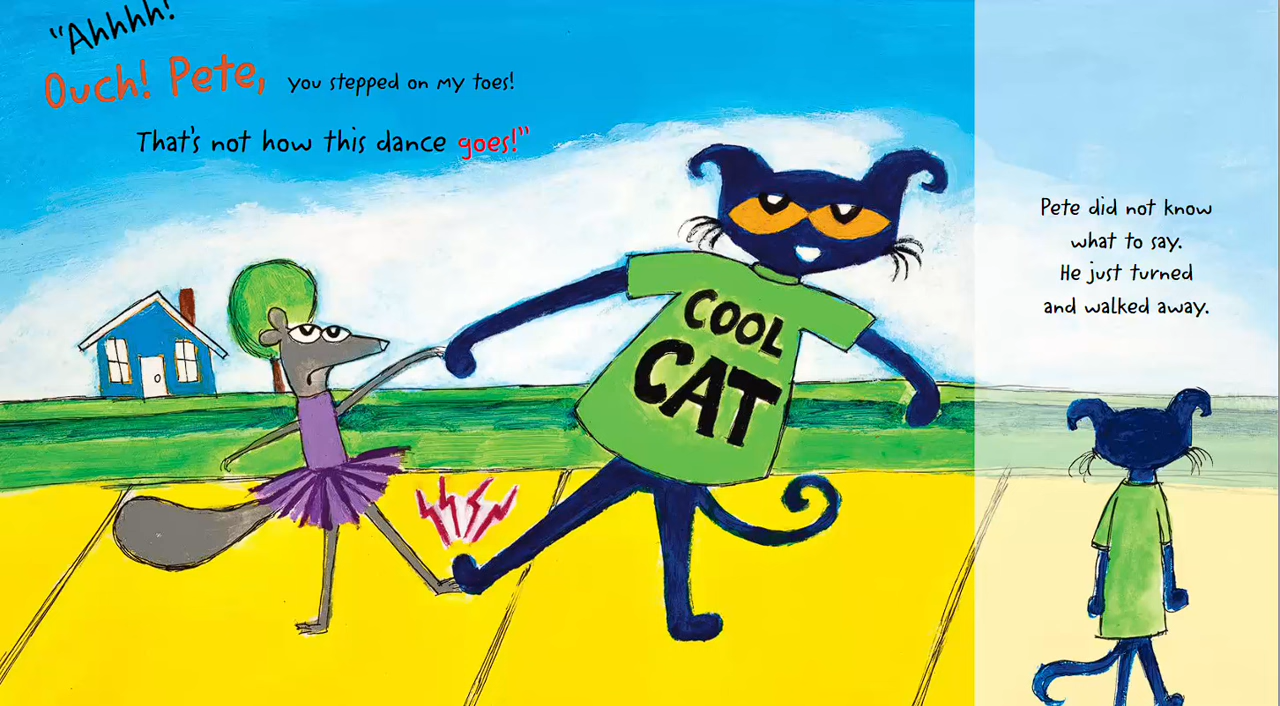 "Ahhhh!
Ouch! Pete, you stepped on my toes!
That's not how this dance goes!"
COOL
CAT
Pete did not know
what to say.
He just turned
and walked away.